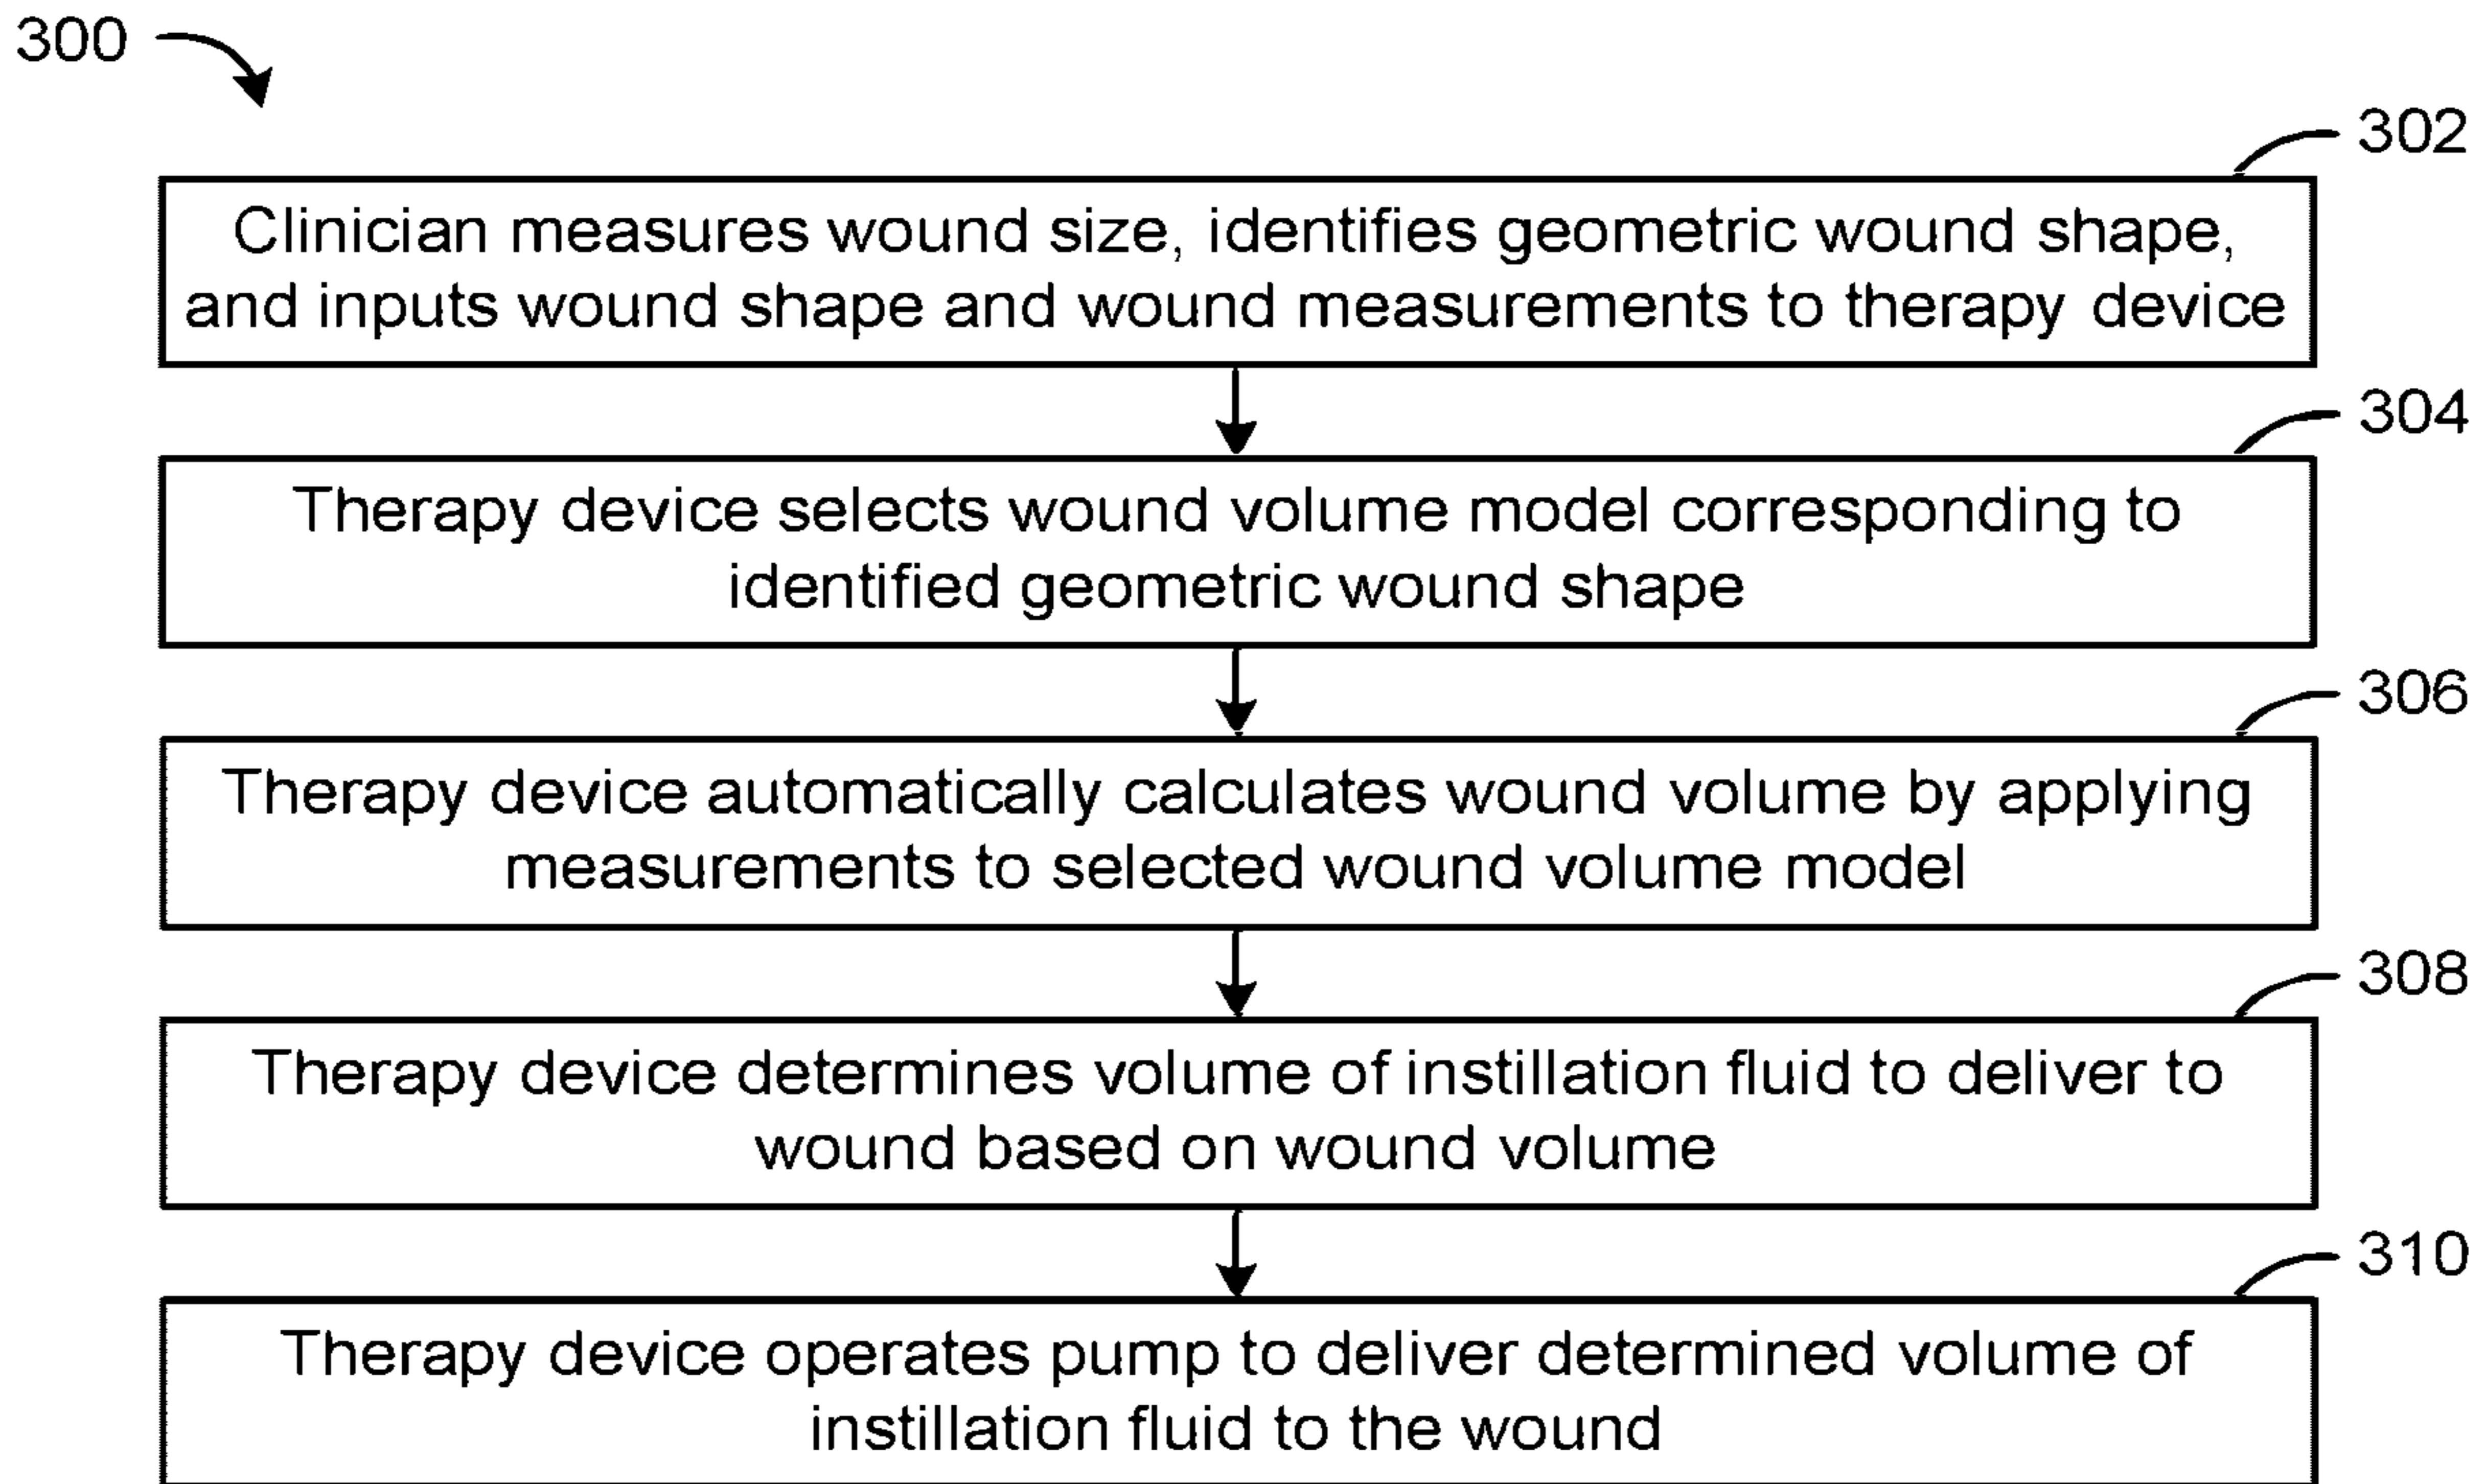 300
302
Clinician measures wound size, identifies geometric wound shape,
and inputs wound shape and wound measurements to therapy device
304
Therapy device selects wound volume model corresponding to
identified geometric wound shape
306
Therapy device automatically calculates wound volume by applying
measurements to selected wound volume model
308
Therapy device determines volume of instillation fluid to deliver to
wound based on wound volume
310
Therapy device operates pump to deliver determined volume of
instillation fluid to the wound